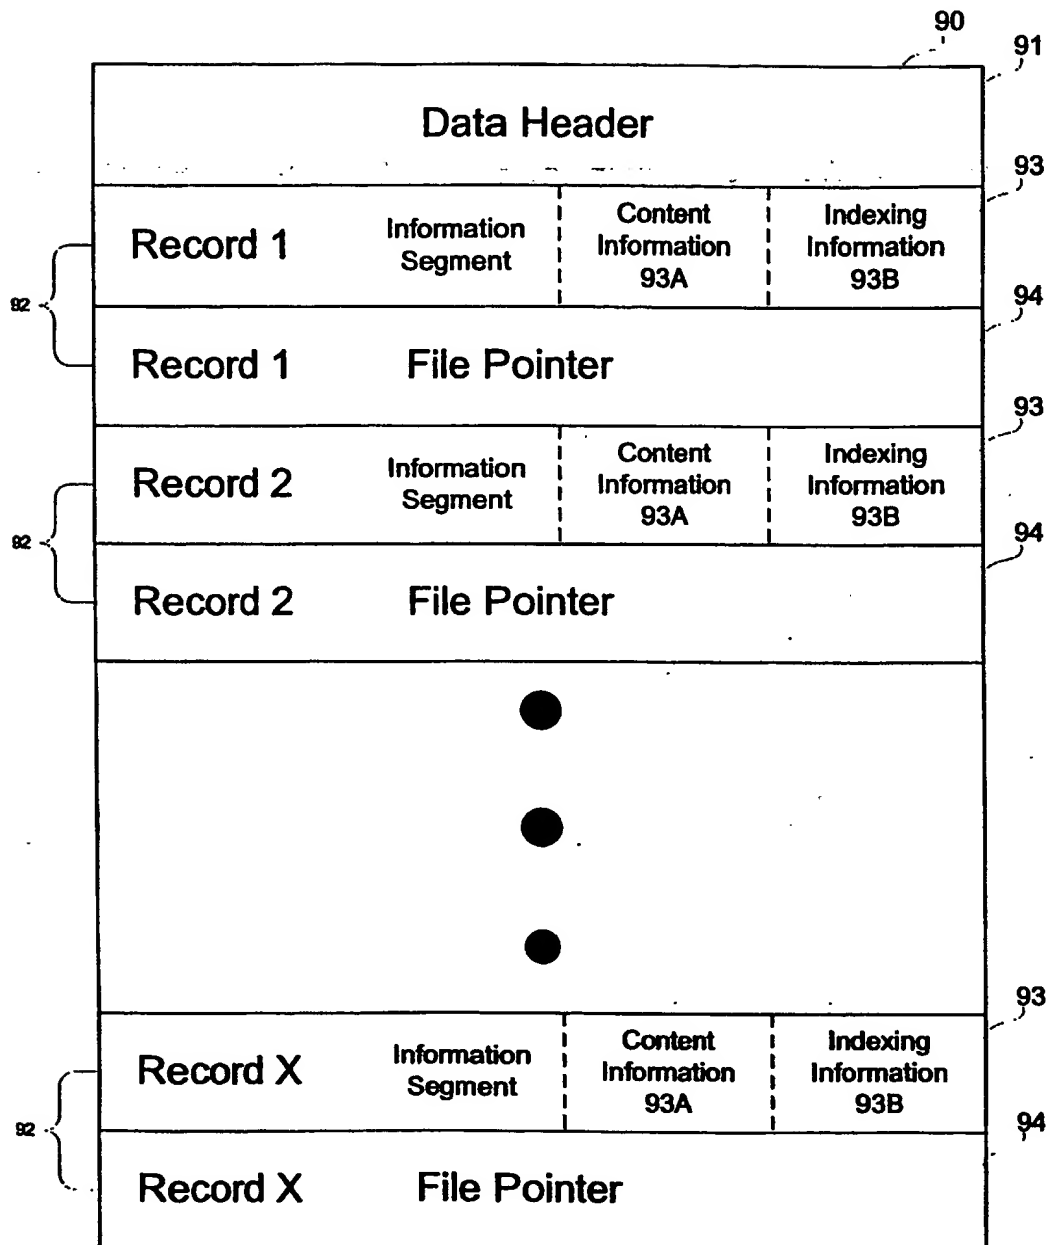 90
91
Data Header
93
Record 1
Information
Segment
Content
Information
93A
Indexing
Information
93B
92
94
Record 1 File Pointer
93
Record 2
Information
Segment
Content
Information
93A
Indexing
Information
93B
92
94
Record 2 File Pointer
93
Record X
Information
Segment
Content
Information
93A
Indexing
Information
93B
92
94
Record X File Pointer